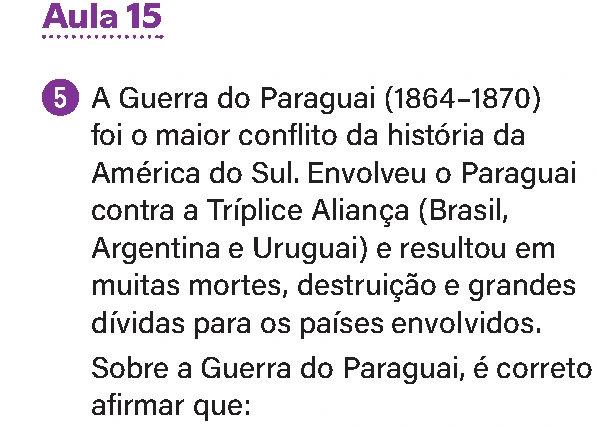 Aula 15
5 A Guerra do Paraguai (1864–1870)
foi o maior conflito da história da
América do Sul. Envolveu o Paraguai
contra a Tríplice Aliança (Brasil,
Argentina e Uruguai) e resultou em
muitas mortes, destruição e grandes
dívidas para os países envolvidos.
Sobre a Guerra do Paraguai, é correto
afirmar que: